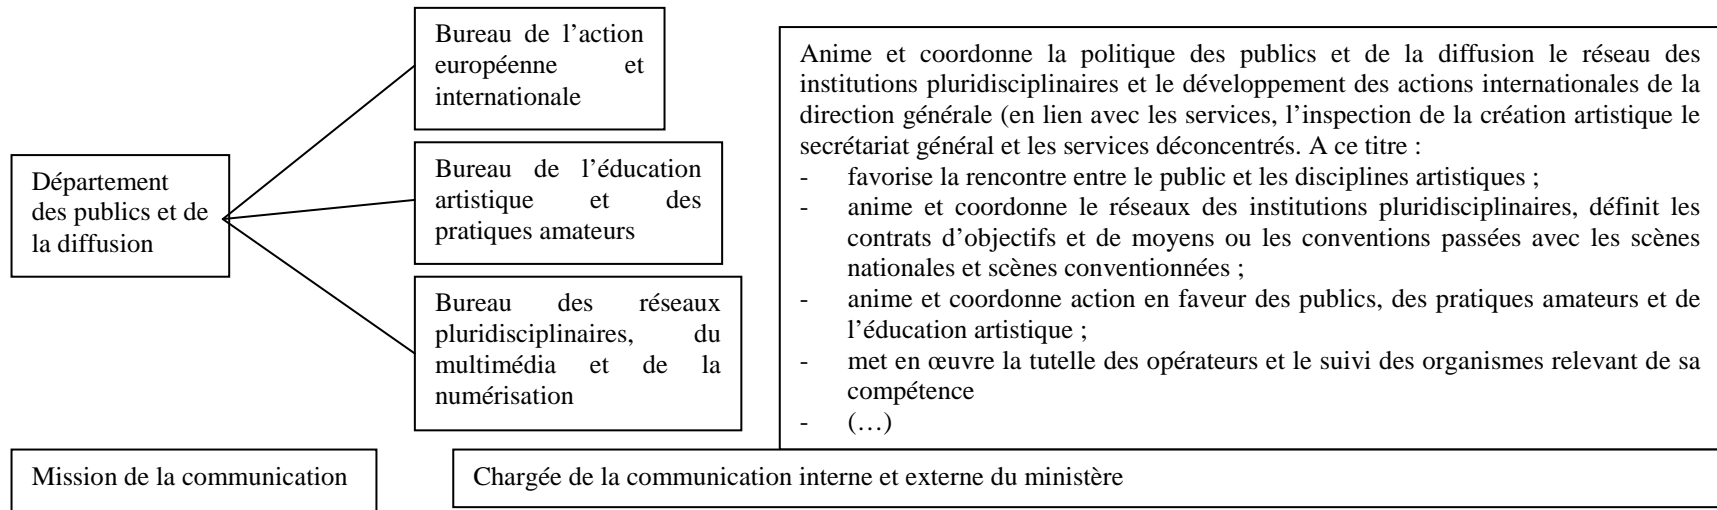 Département
des publics et de
la diffusion
Bureau de l’action
européenne et
internationale
Bureau de l’éducation
artistique et des
pratiques amateurs
Bureau des réseaux
pluridisciplinaires, du
multimédia et de la
numérisation
Anime et coordonne la politique des publics et de la diffusion le réseau des
institutions pluridisciplinaires et le développement des actions internationales de la
direction générale (en lien avec les services, l’inspection de la création artistique le
secrétariat général et les services déconcentrés. A ce titre :
- favorise la rencontre entre le public et les disciplines artistiques ;
- anime et coordonne le réseaux des institutions pluridisciplinaires, définit les
contrats d’objectifs et de moyens ou les conventions passées avec les scènes
nationales et scènes conventionnées ;
- anime et coordonne action en faveur des publics, des pratiques amateurs et de
l’éducation artistique ;
- met en œuvre la tutelle des opérateurs et le suivi des organismes relevant de sa
compétence
- (…)
Mission de la communication
Chargée de la communication interne et externe du ministère